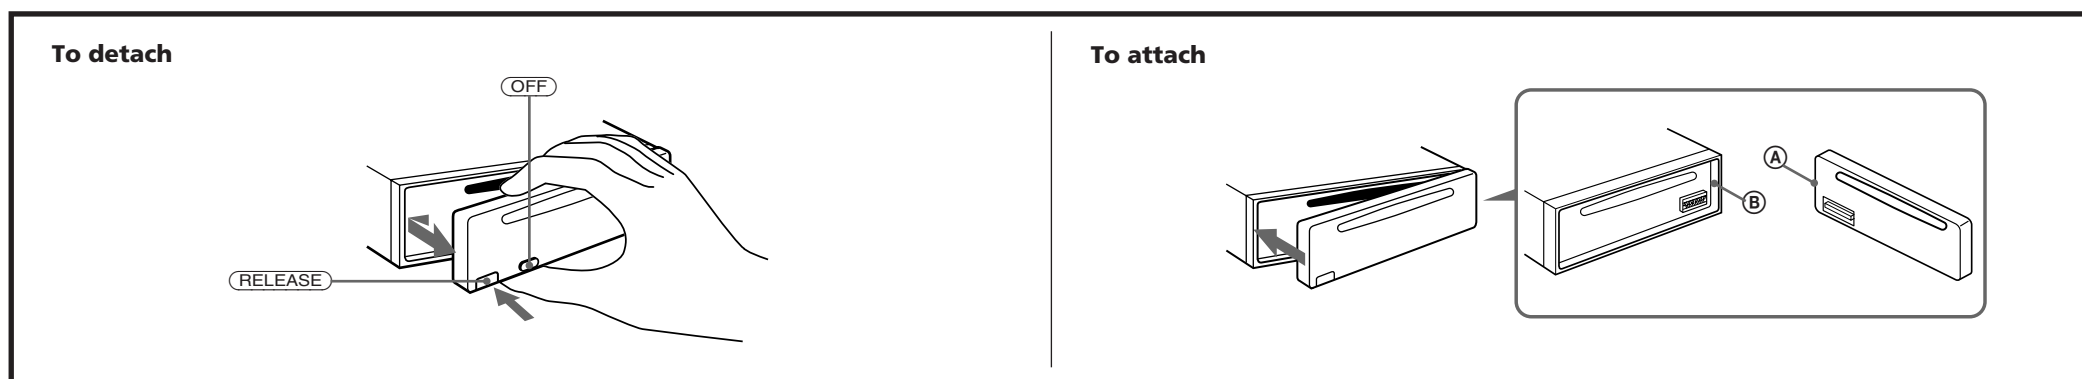 To detach
OFF
RELEASE
To attach
A
B